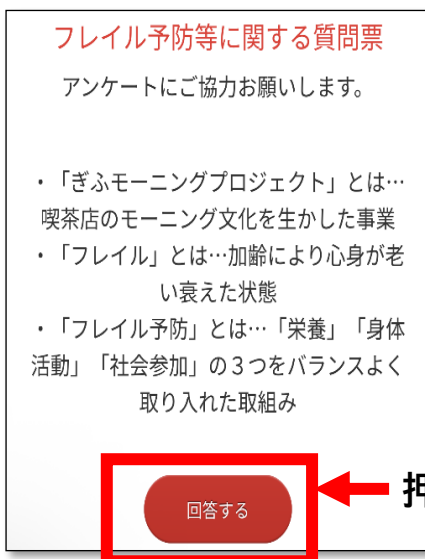 フレイル予防等に関する質問票
アンケートにご協力お願いします。
・「ぎふモーニングプロジェクト」とは…
喫茶店のモーニング文化を生かした事業
・「フレイル」とは…加齢により心身が老
い衰えた状態
・「フレイル予防」とは…「栄養」「身体
活動」「社会参加」の３つをバランスよく
取り入れた取組み
回答する